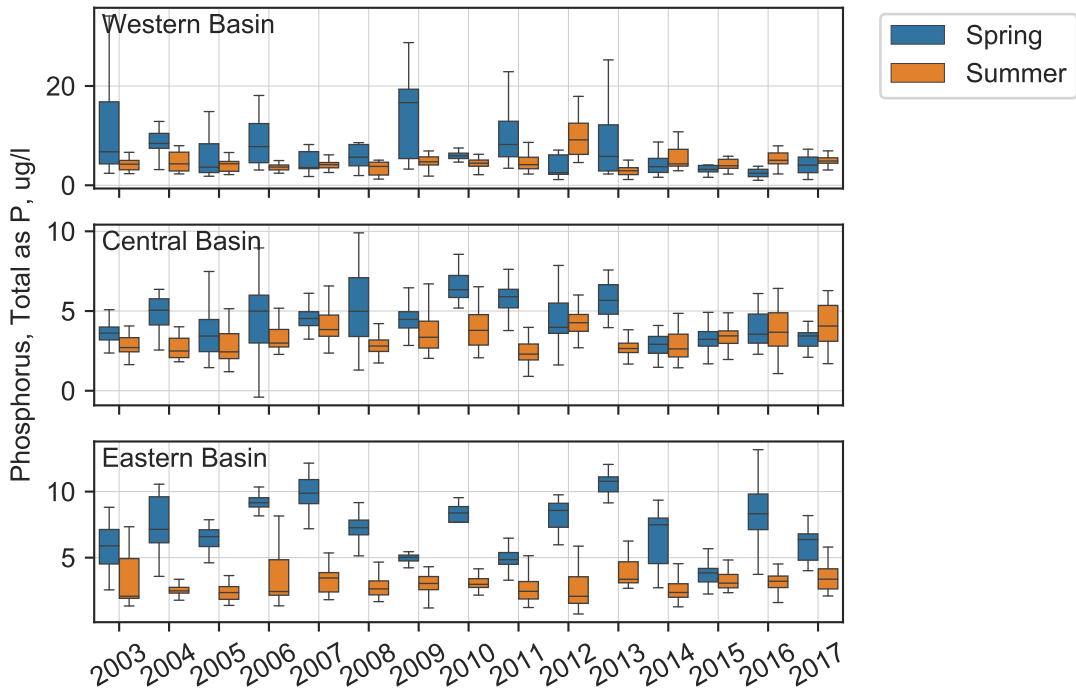 Western Basin
Spring
Summer
20
0
Phosphorus, Total as P, ug/l
Central Basin
10
5
0
Eastern Basin
10
5
2003 2004 2005 2006 2007 2008 2009 2010 2011 2012 2013 2014 2015 2016 2017